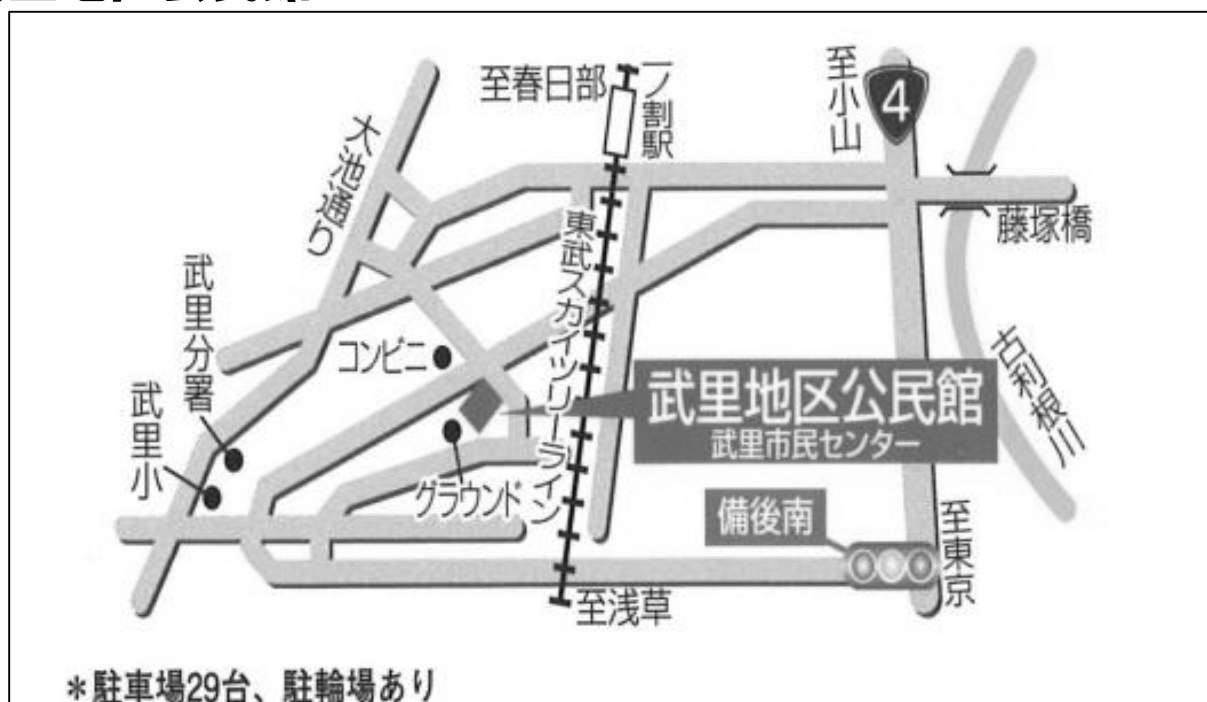 至春日部
一ノ割駅
至小山
4
大池通り
藤塚橋
東武スカイツリーライン
武里分署
コンビニ
武里地区公民館
武里市民センター
古利根川
武里小
グラウンド
備後南
至東京
至浅草
*駐車場29台、駐輪場あり